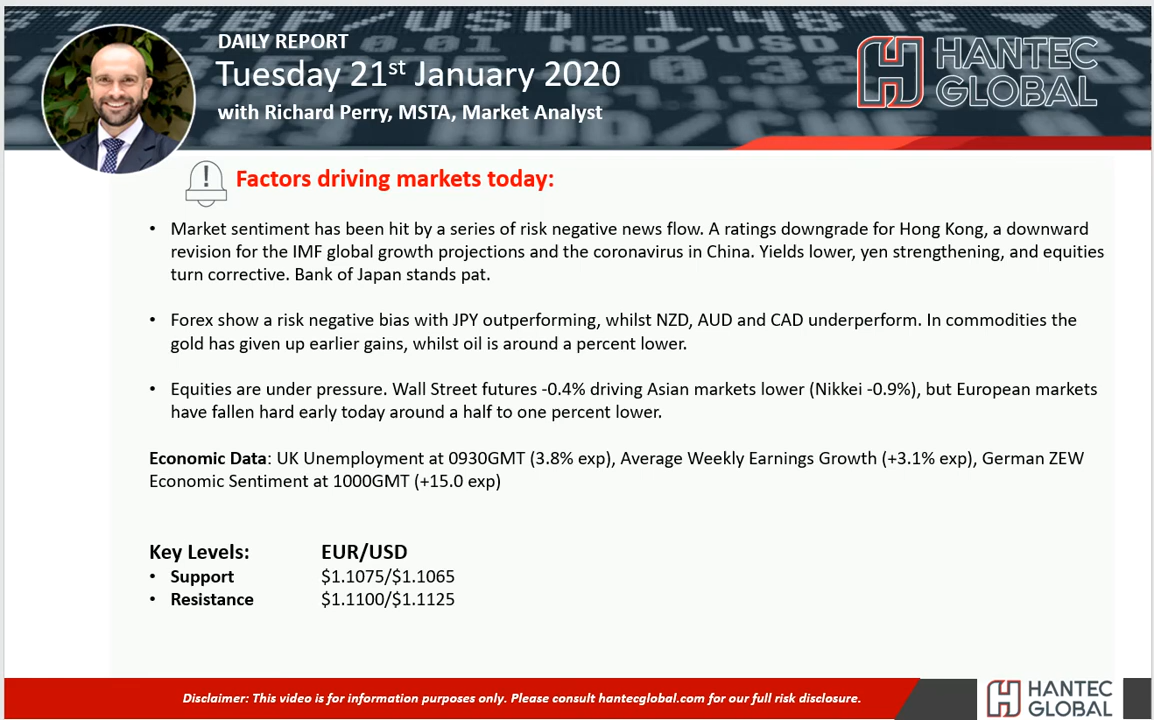 GBP/USD 1.4872
0.01 NZD/USD
DAILY REPORT
Tuesday 21st January 2020
with Richard Perry, MSTA, Market Analyst
HANTEC
GLOBAL
Factors driving markets today:
• Market sentiment has been hit by a series of risk negative news flow. A ratings downgrade for Hong Kong, a downward
revision for the IMF global growth projections and the coronavirus in China. Yields lower, yen strengthening, and equities
turn corrective. Bank of Japan stands pat.
• Forex show a risk negative bias with JPY outperforming, whilst NZD, AUD and CAD underperform. In commodities the
gold has given up earlier gains, whilst oil is around a percent lower.
• Equities are under pressure. Wall Street futures -0.4% driving Asian markets lower (Nikkei -0.9%), but European markets
have fallen hard early today around a half to one percent lower.
Economic Data: UK Unemployment at 0930GMT (3.8% exp), Average Weekly Earnings Growth (+3.1% exp), German ZEW
Economic Sentiment at 1000GMT (+15.0 exp)
Key Levels: EUR/USD
• Support $1.1075/$1.1065
• Resistance $1.1100/$1.1125
Disclaimer: This video is for information purposes only. Please consult hantecglobal.com for our full risk disclosure.
HANTEC
GLOBAL